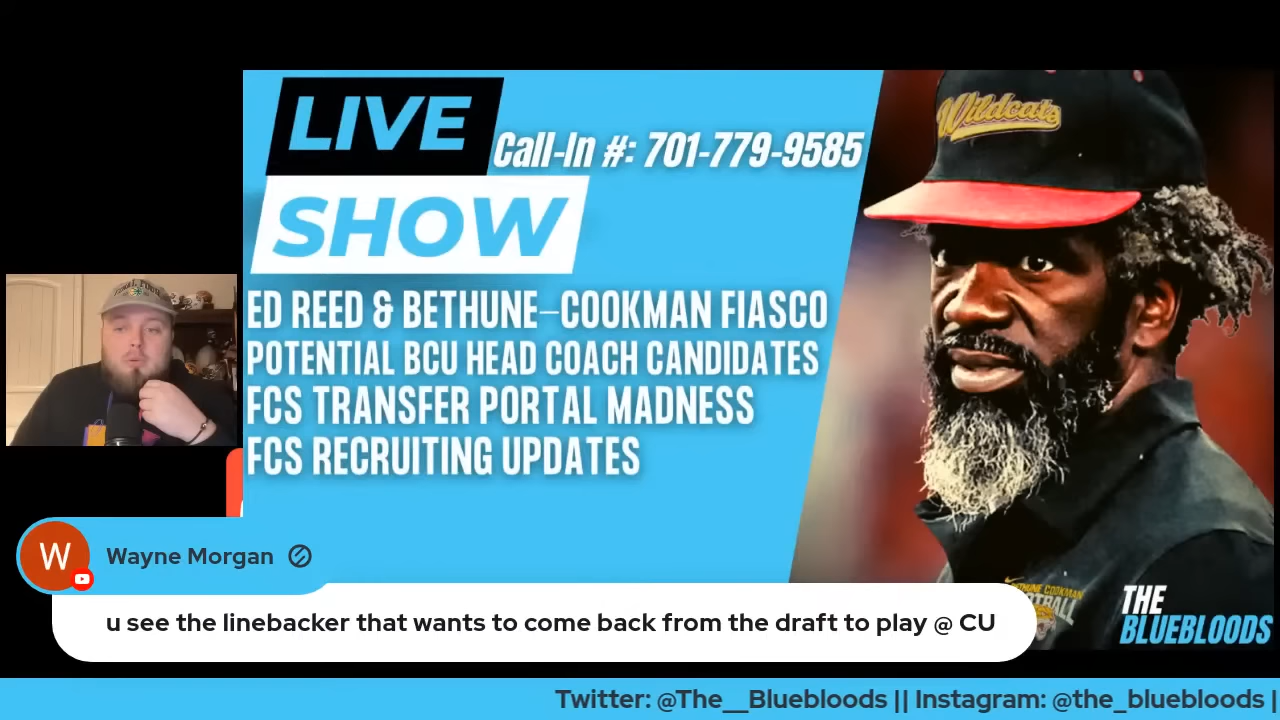 LIVE
Call-In #: 701-779-9585
SHOW
Wildcats
ED REED & BETHUNE-COOKMAN FIASCO
POTENTIAL BCU HEAD COACH CANDIDATES
FCS TRANSFER PORTAL MADNESS
FCS RECRUITING UPDATES
W
Wayne Morgan
u see the linebacker that wants to come back from the draft to play @ CU
BETHUNE COOKMAN
THE
BLUEBLOODS
Twitter: @The__Bluebloods || Instagram: @the_bluebloods |